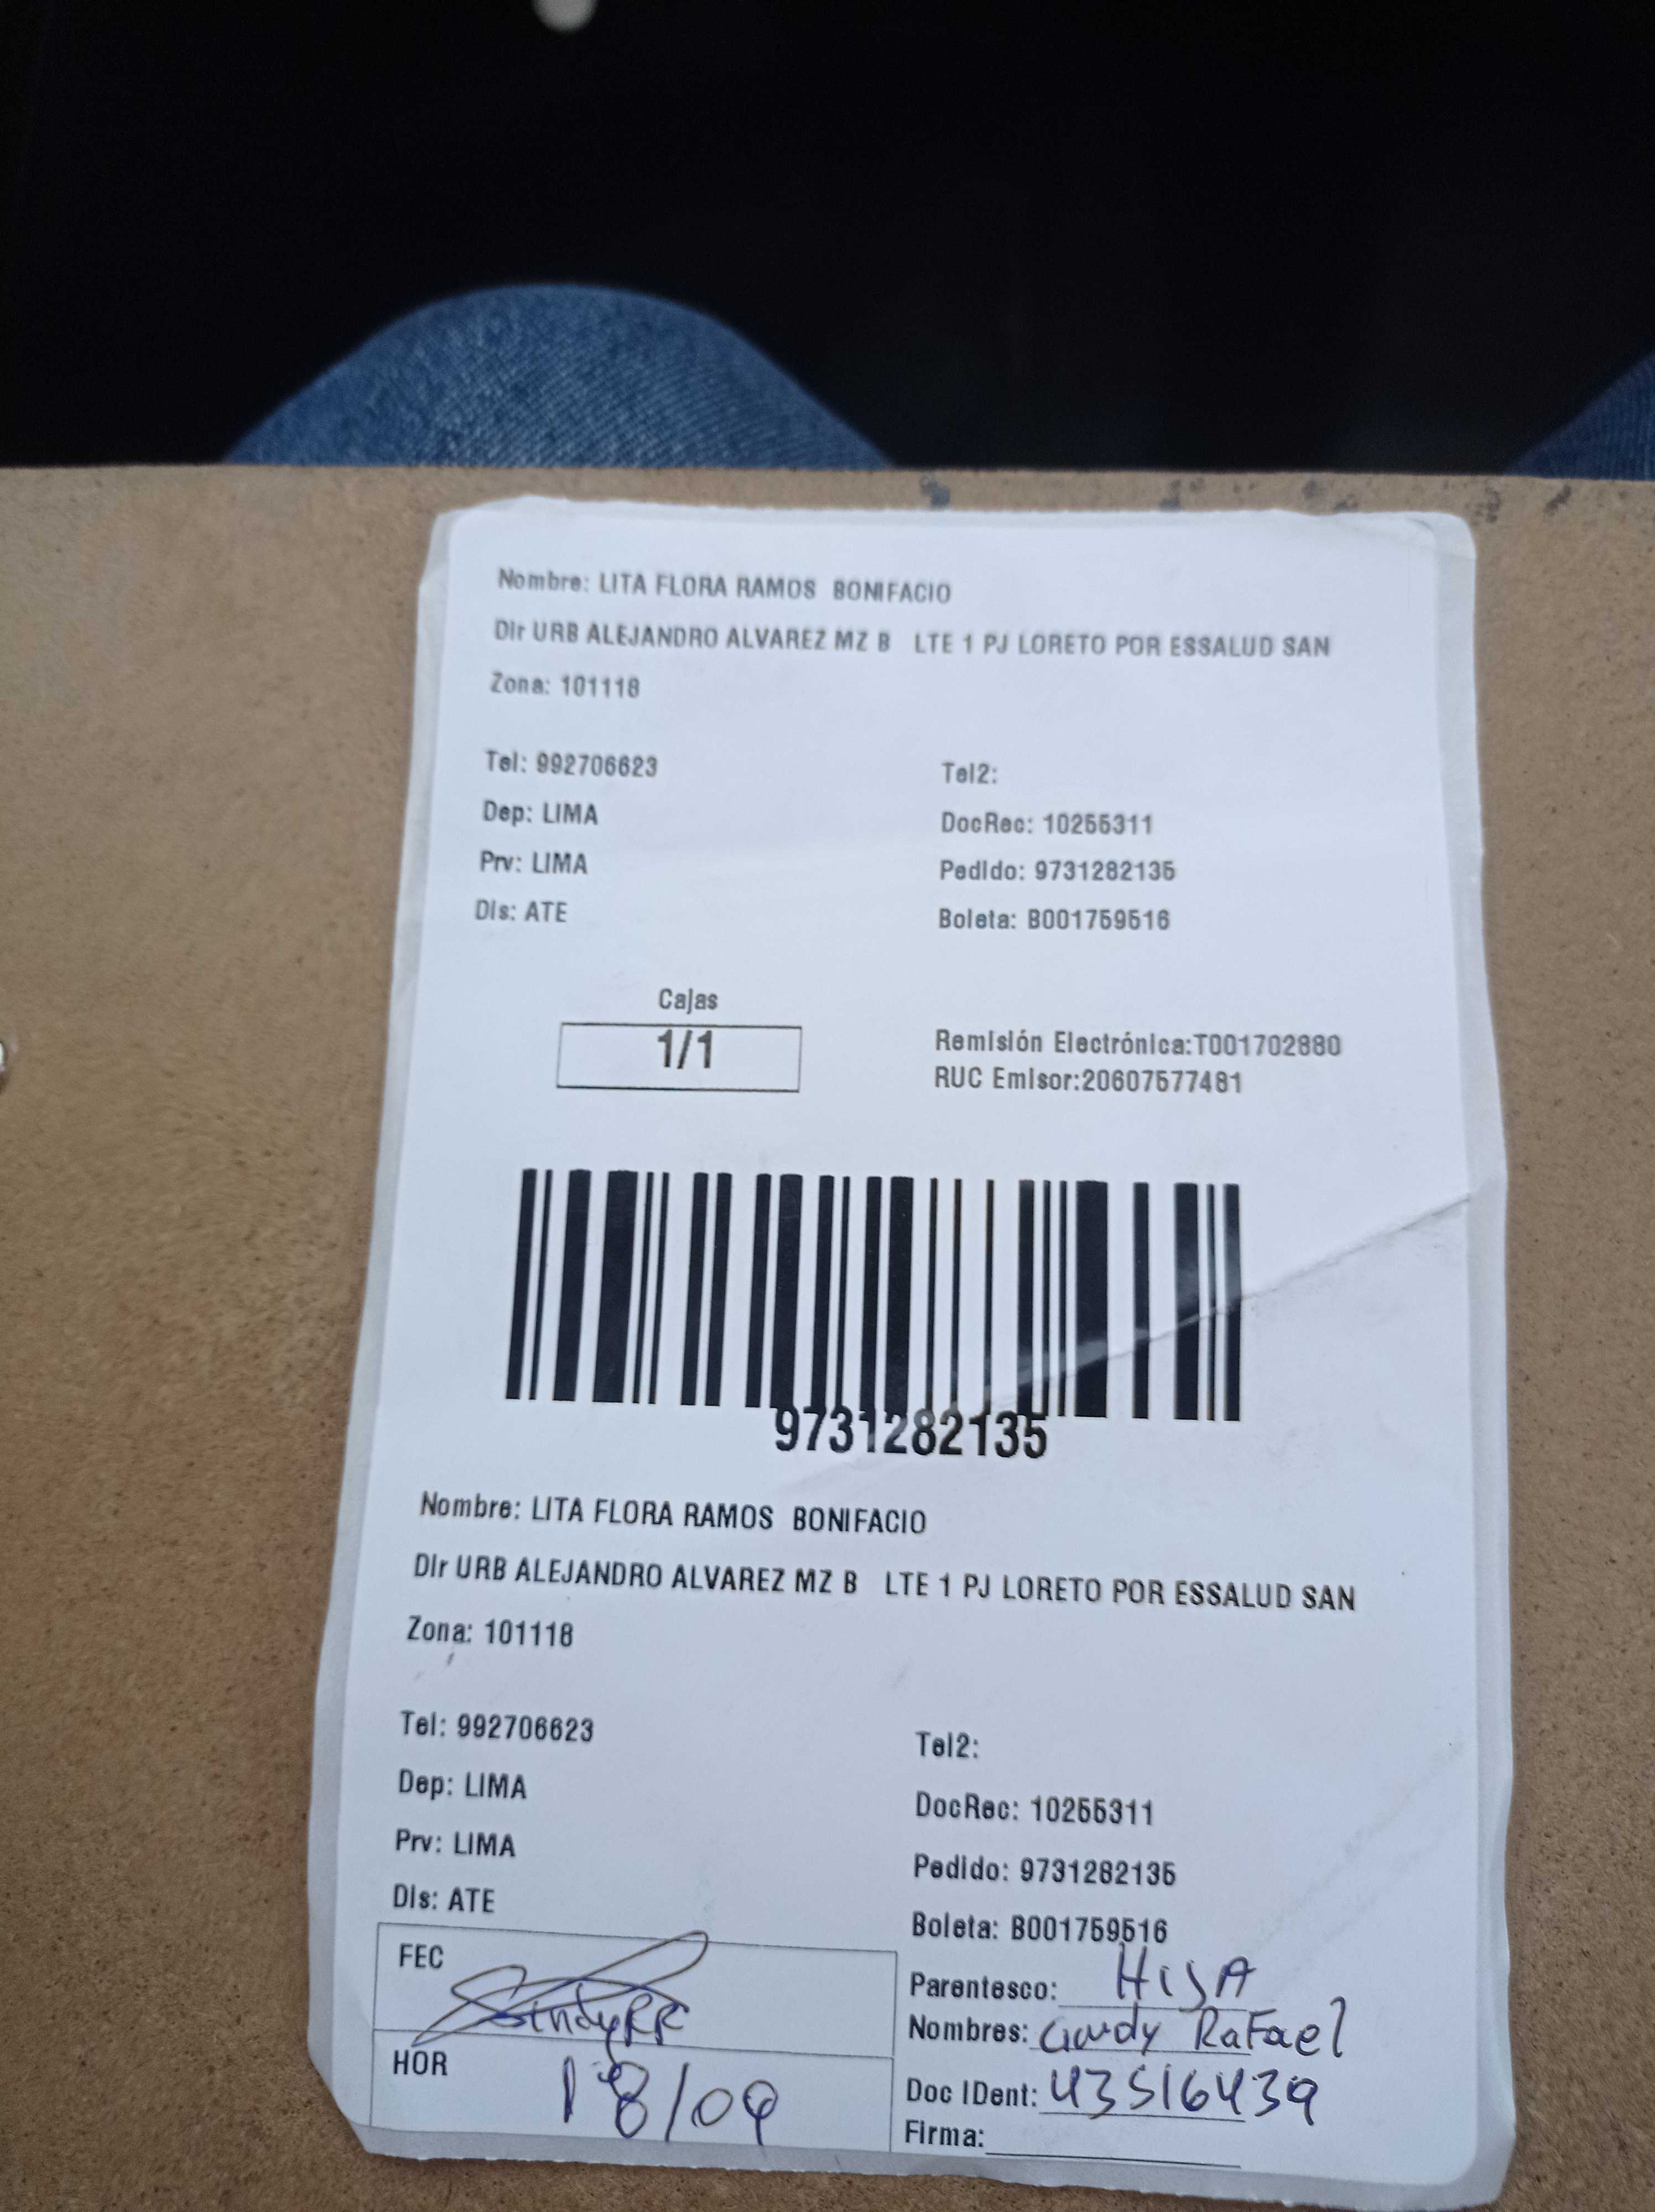 Nombre: LITA FLORA RAMOS BONIFACIO
Dir URB ALEJANDRO ALVAREZ MZ B LTE 1 PJ LORETO POR ESSALUD SAN
Zona: 101118
Tel: 992706623 Tel2:
Dep: LIMA DocRec: 10255311
Prv: LIMA Pedido: 9731282135
Dis: ATE Boleta: B001759516
Cajas
1/1
Remisión Electrónica:T001702880
RUC Emisor:20607577481
9731282135
Nombre: LITA FLORA RAMOS BONIFACIO
Dir URB ALEJANDRO ALVAREZ MZ B LTE 1 PJ LORETO POR ESSALUD SAN
Zona: 101118
Tel: 992706623 Tel2:
Dep: LIMA DocRec: 10255311
Prv: LIMA Pedido: 9731282135
Dis: ATE Boleta: B001759516
FEC
Parentesco: HIJA
Nombres: Rafael
HOR 18/09
Doc IDent: 43516439
Firma: